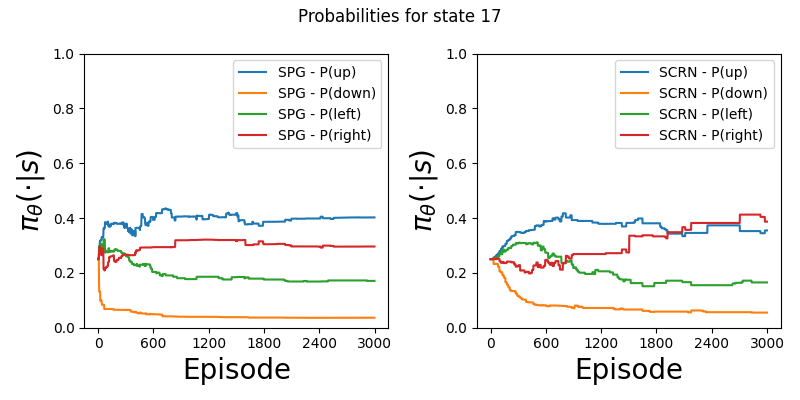 Probabilities for state 17
π_θ(·|s)
1.0
0.8
0.6
0.4
0.2
0.0
SPG - P(up)
SPG - P(down)
SPG - P(left)
SPG - P(right)
0 600 1200 1800 2400 3000
Episode
π_θ(·|s)
1.0
0.8
0.6
0.4
0.2
0.0
SCRN - P(up)
SCRN - P(down)
SCRN - P(left)
SCRN - P(right)
0 600 1200 1800 2400 3000
Episode